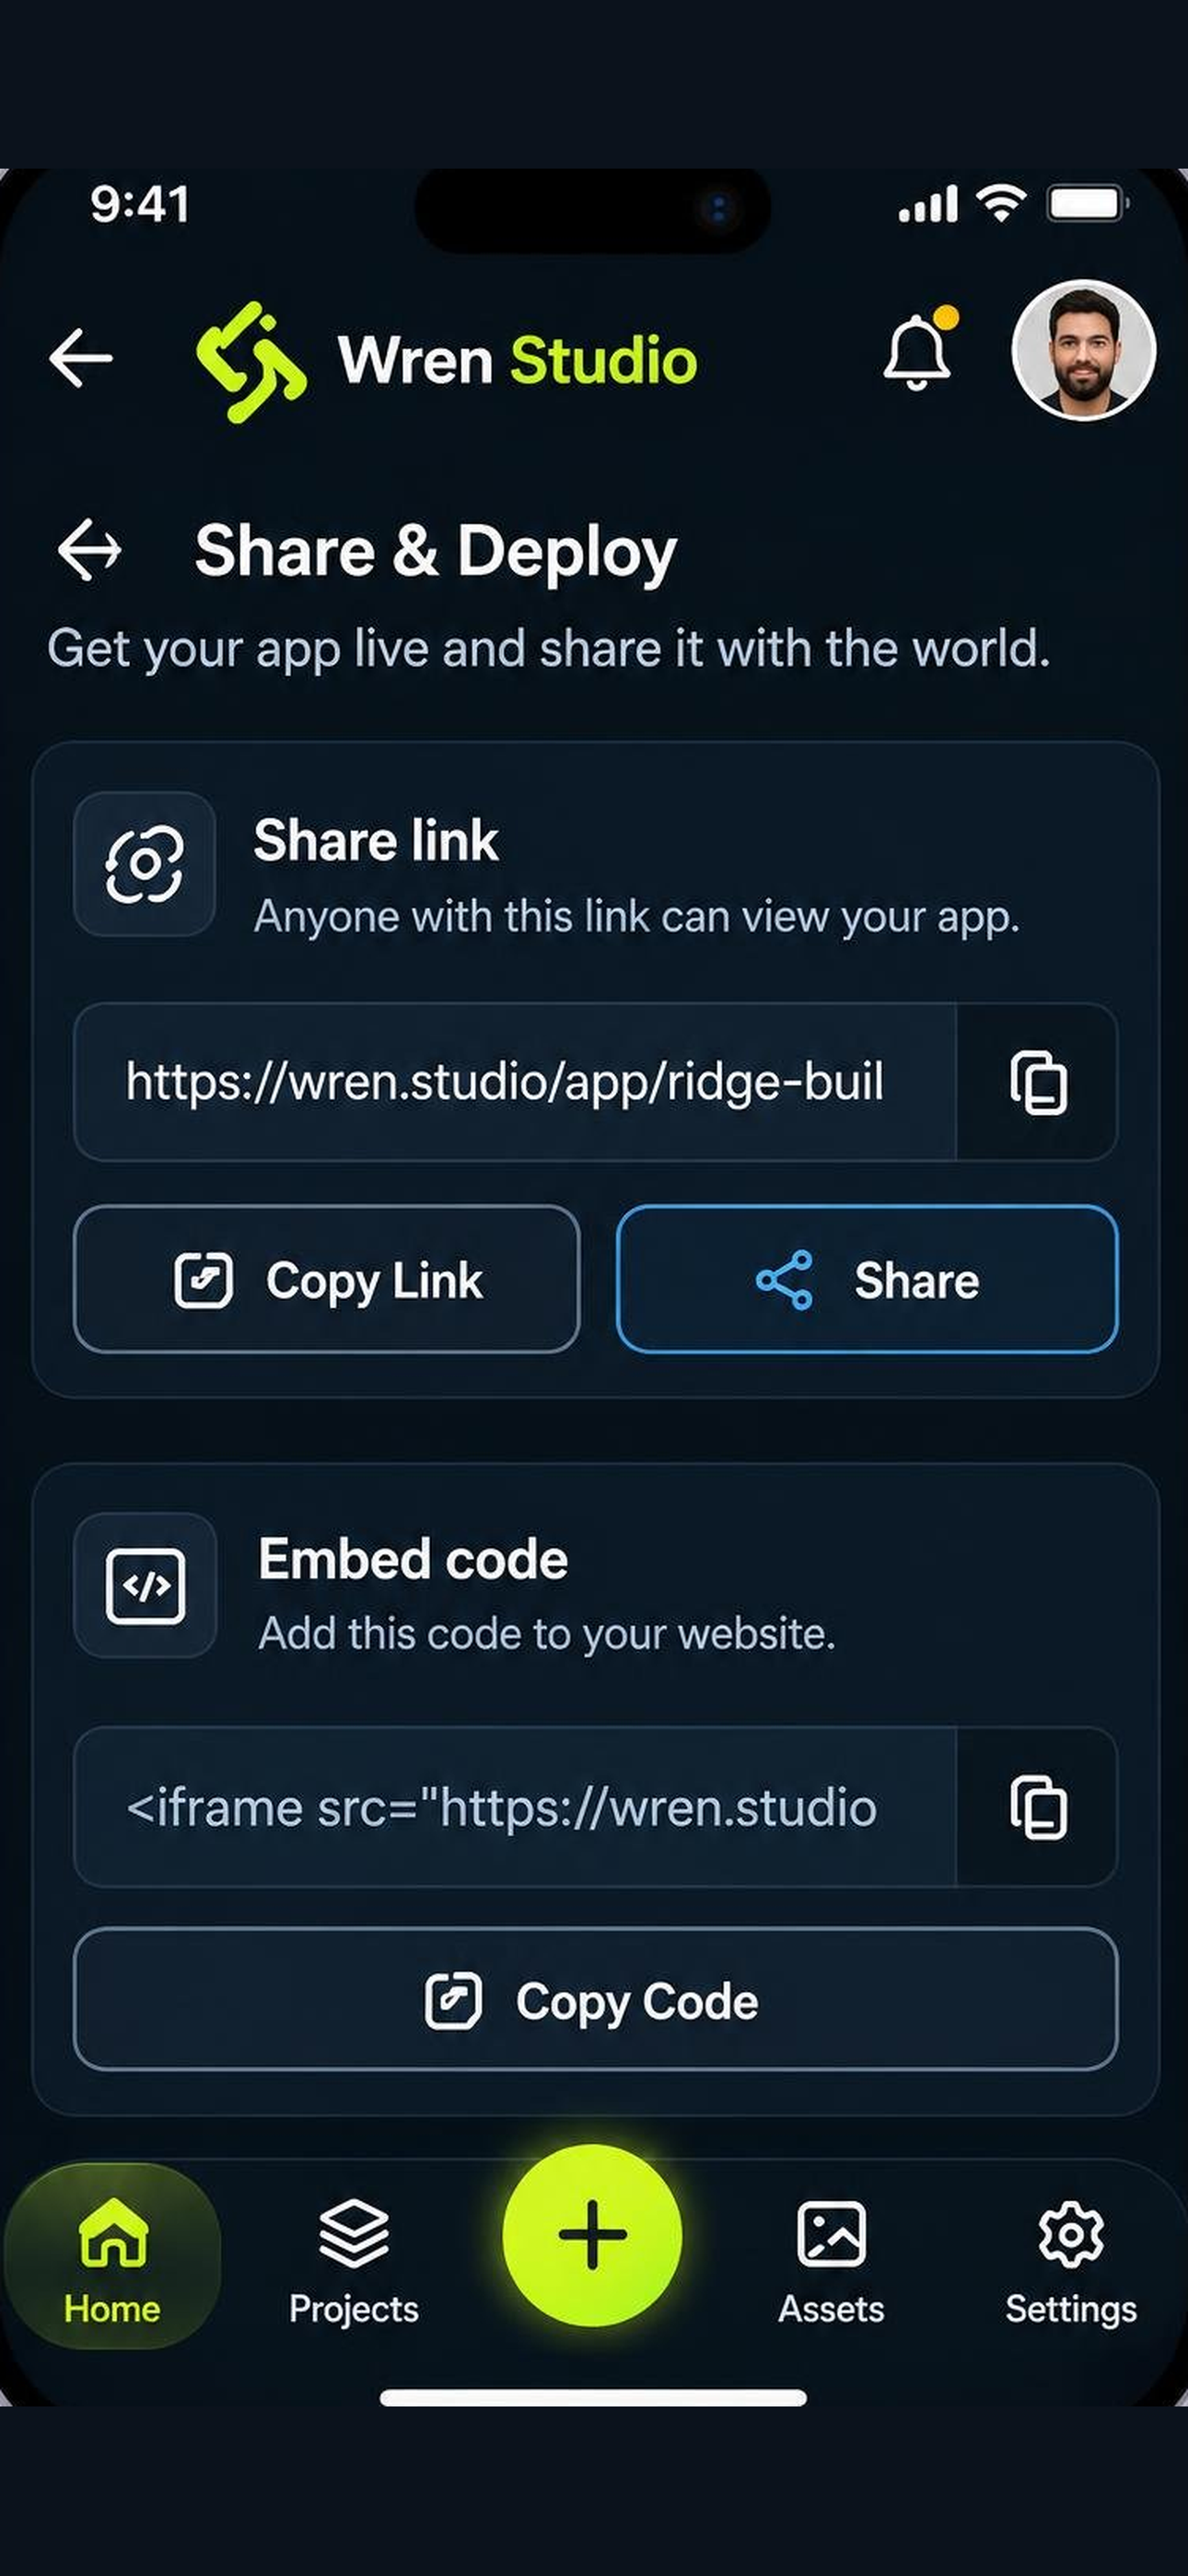 9:41
Wren Studio
Share & Deploy
Get your app live and share it with the world.
Share link
Anyone with this link can view your app.
https://wren.studio/app/ridge-buil
Copy Link
Share
Embed code
Add this code to your website.
</>
<iframe src="https://wren.studio
Copy Code
Home
Projects
Assets
Settings